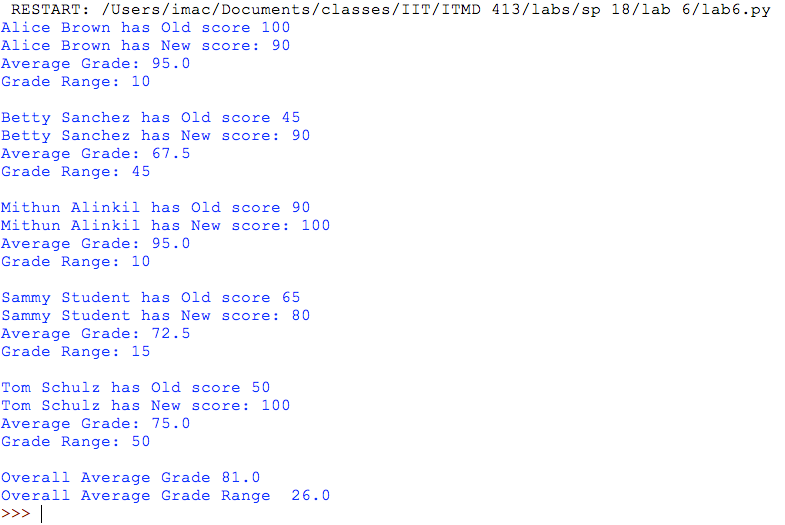 RESTART: /Users/imac/Documents/classes/IIT/ITMD 413/labs/sp 18/lab 6/lab6.py
Alice Brown has Old score 100
Alice Brown has New score: 90
Average Grade: 95.0
Grade Range: 10
Betty Sanchez has Old score 45
Betty Sanchez has New score: 90
Average Grade: 67.5
Grade Range: 45
Mithun Alinkil has Old score 90
Mithun Alinkil has New score: 100
Average Grade: 95.0
Grade Range: 10
Sammy Student has Old score 65
Sammy Student has New score: 80
Average Grade: 72.5
Grade Range: 15
Tom Schulz has Old score 50
Tom Schulz has New score: 100
Average Grade: 75.0
Grade Range: 50
Overall Average Grade 81.0
Overall Average Grade Range  26.0
>>>